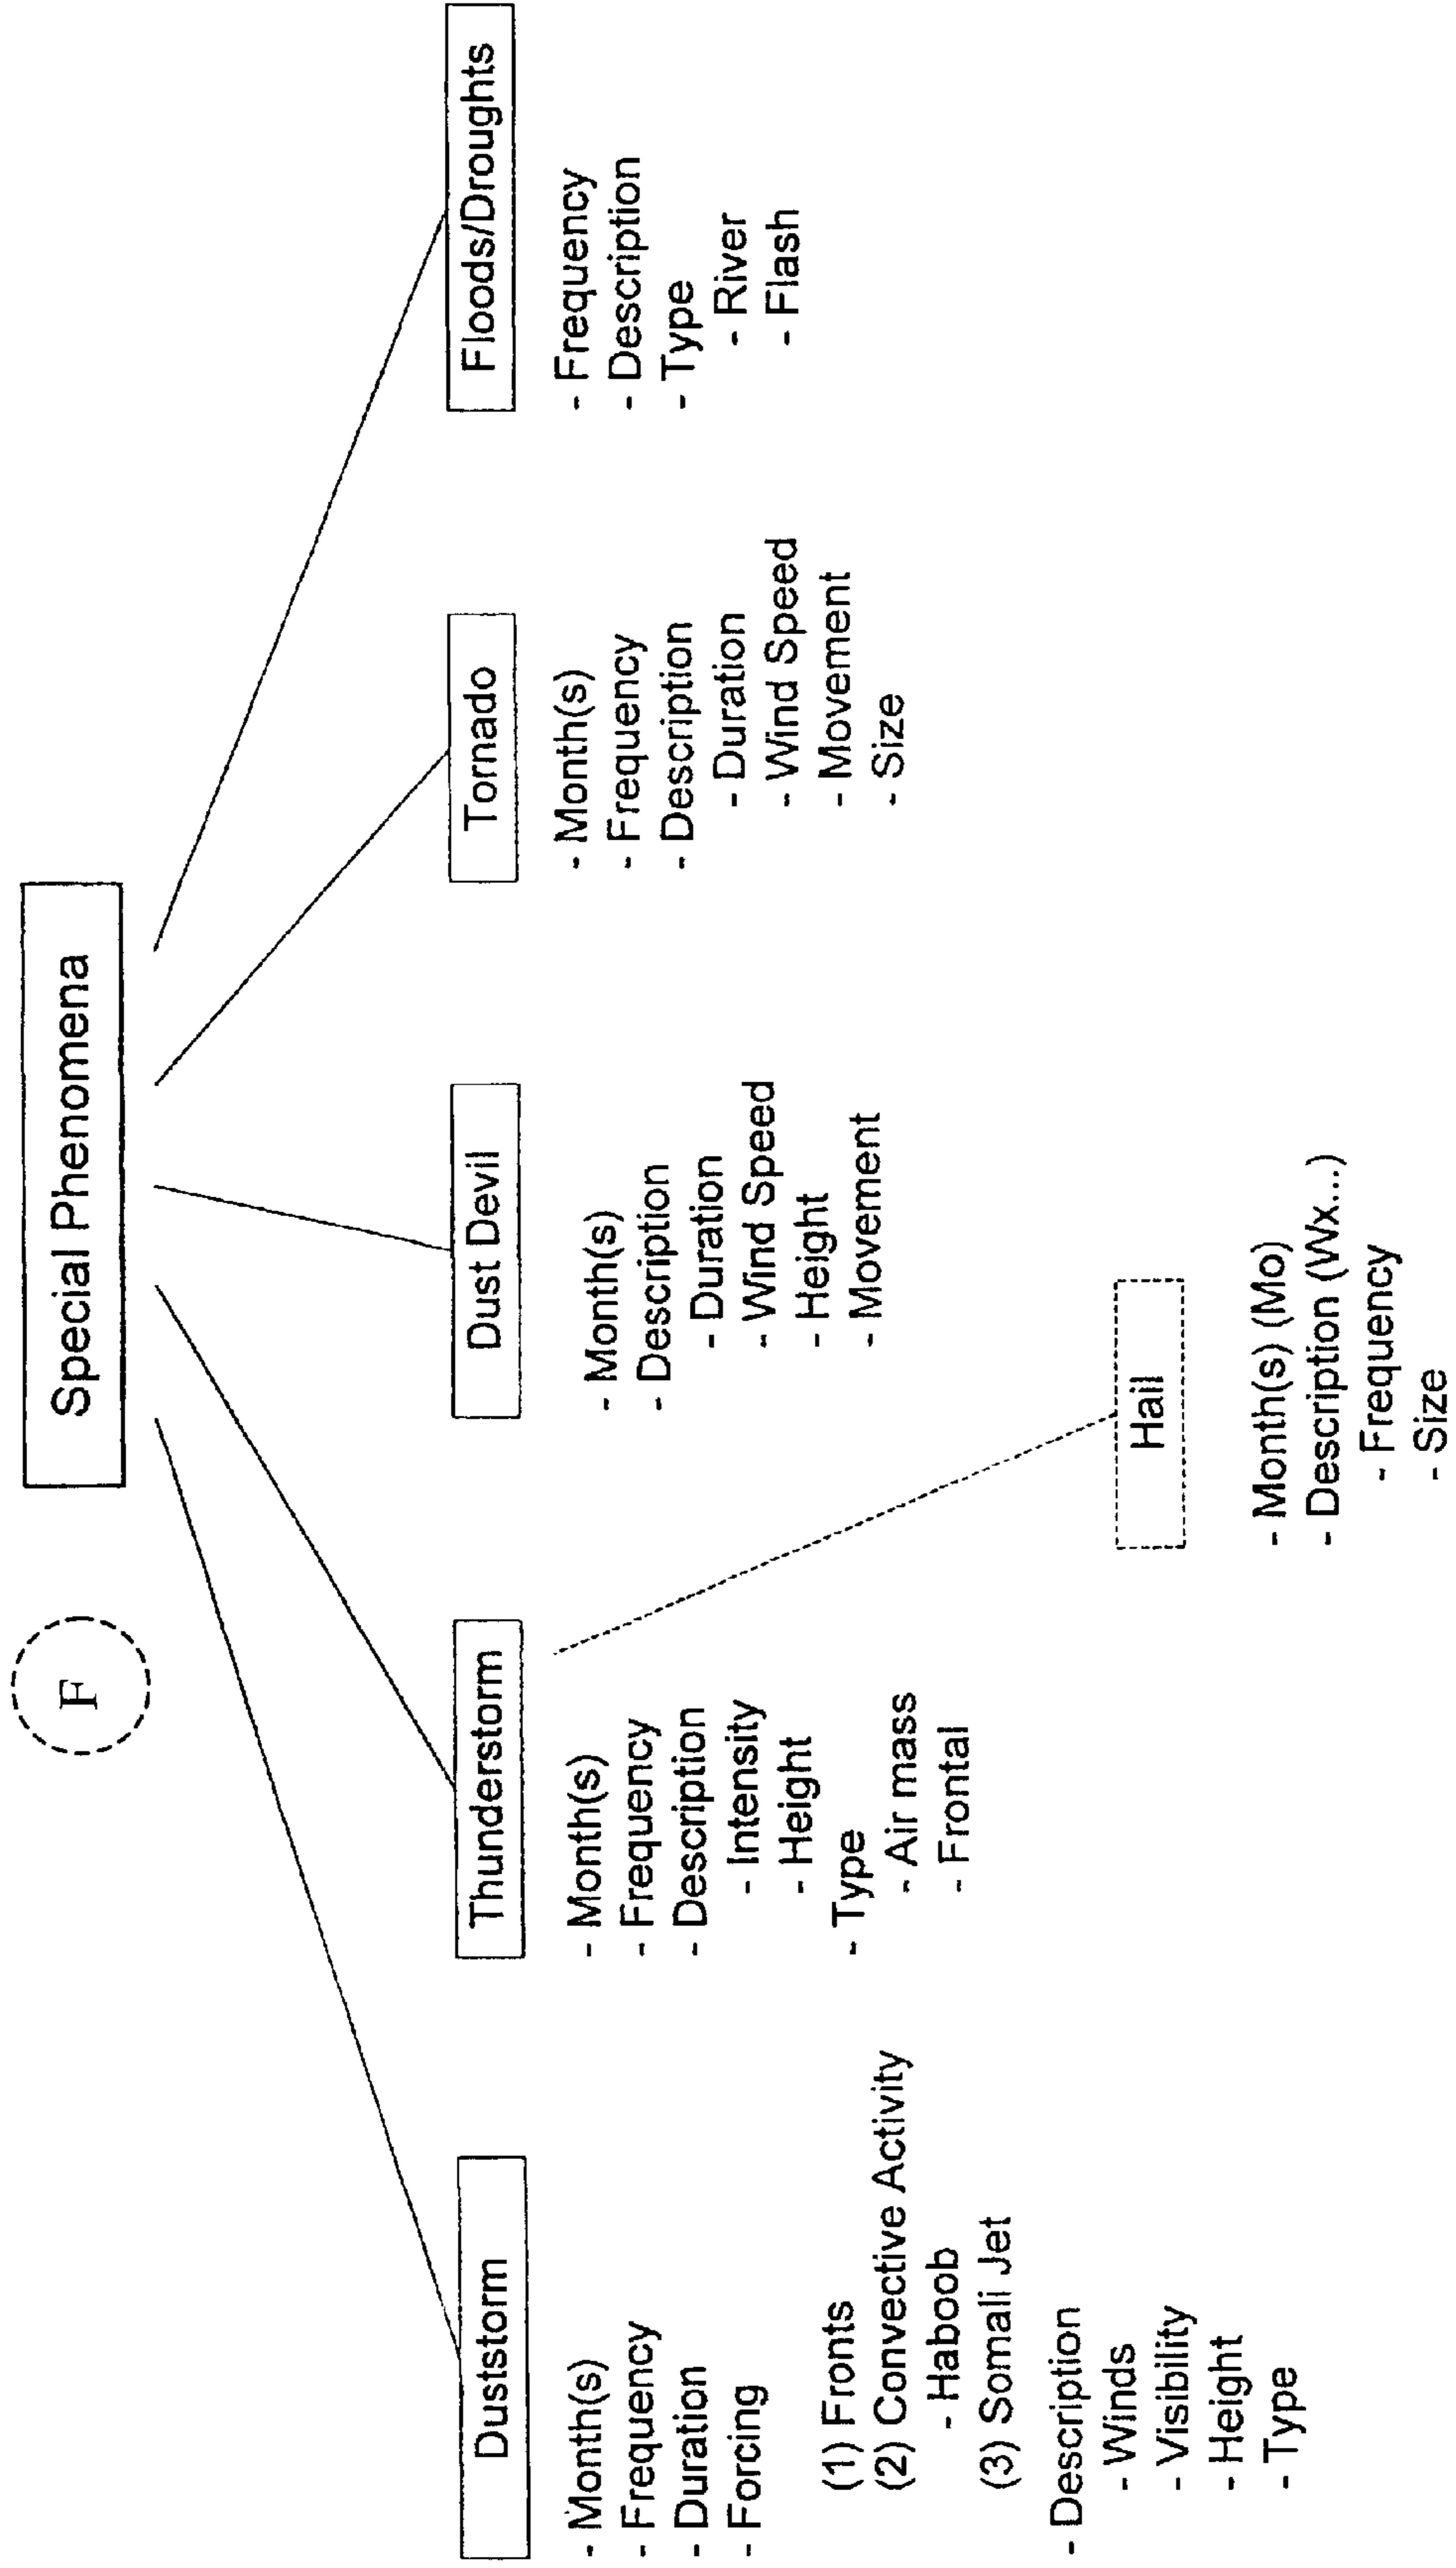 F
Special Phenomena
Duststorm
- Month(s)
- Frequency
- Duration
- Forcing
(1) Fronts
(2) Convective Activity
- Haboob
(3) Somali Jet
- Description
- Winds
- Visibility
- Height
- Type
Thunderstorm
- Month(s)
- Frequency
- Description
- Intensity
- Height
- Type
- Air mass
- Frontal
Hail
- Month(s) (Mo)
- Description (Wx...)
- Frequency
- Size
Dust Devil
- Month(s)
- Description
- Duration
- Wind Speed
- Height
- Movement
Tornado
- Month(s)
- Frequency
- Description
- Duration
- Wind Speed
- Movement
- Size
Floods/Droughts
- Frequency
- Description
- Type
- River
- Flash